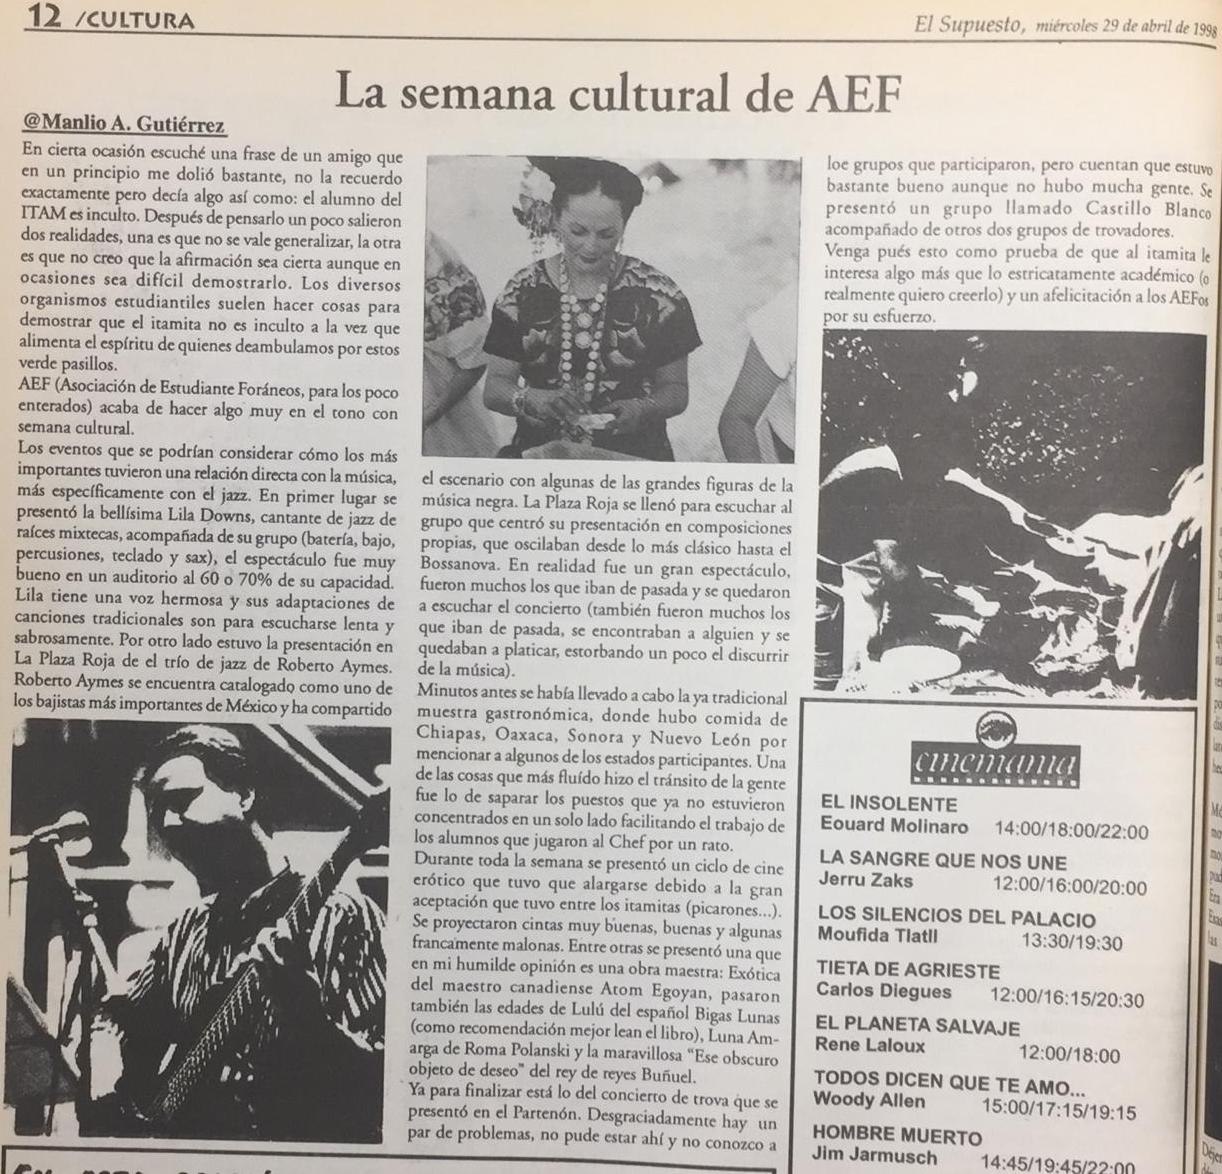 12 /CULTURA
El Supuesto, miércoles 29 de abril de 1998
La semana cultural de AEF
@Manlio A. Gutiérrez
En cierta ocasión escuché una frase de un amigo que
en un principio me dolió bastante, no la recuerdo
exactamente pero decía algo así como: el alumno del
ITAM es inculto. Después de pensarlo un poco salieron
dos realidades, una es que no se vale generalizar, la otra
es que no creo que la afirmación sea cierta aunque en
ocasiones sea difícil demostrarlo. Los diversos
organismos estudiantiles suelen hacer cosas para
demostrar que el itamita no es inculto a la vez que
alimenta el espíritu de quienes deambulamos por estos
verde pasillos.
AEF (Asociación de Estudiante Foráneos, para los poco
enterados) acaba de hacer algo muy en el tono con
semana cultural.
Los eventos que se podrían considerar cómo los más
importantes tuvieron una relación directa con la música,
más específicamente con el jazz. En primer lugar se
presentó la bellísima Lila Downs, cantante de jazz de
raíces mixtecas, acompañada de su grupo (batería, bajo,
percusiones, teclado y sax), el espectáculo fue muy
bueno en un auditorio al 60 o 70% de su capacidad.
Lila tiene una voz hermosa y sus adaptaciones de
canciones tradicionales son para escucharse lenta y
sabrosamente. Por otro lado estuvo la presentación en
La Plaza Roja de el trío de jazz de Roberto Aymes.
Roberto Aymes se encuentra catalogado como uno de
los bajistas más importantes de México y ha compartido
el escenario con algunas de las grandes figuras de la
música negra. La Plaza Roja se llenó para escuchar al
grupo que centró su presentación en composiciones
propias, que oscilaban desde lo más clásico hasta el
Bossanova. En realidad fue un gran espectáculo,
fueron muchos los que iban de pasada y se quedaron
a escuchar el concierto (también fueron muchos los
que iban de pasada, se encontraban a alguien y se
quedaban a platicar, estorbando un poco el discurrir
de la música).
Minutos antes se había llevado a cabo la ya tradicional
muestra gastronómica, donde hubo comida de
Chiapas, Oaxaca, Sonora y Nuevo León por
mencionar a algunos de los estados participantes. Una
de las cosas que más fluído hizo el tránsito de la gente
fue lo de saparar los puestos que ya no estuvieron
concentrados en un solo lado facilitando el trabajo de
los alumnos que jugaron al Chef por un rato.
Durante toda la semana se presentó un ciclo de cine
erótico que tuvo que alargarse debido a la gran
aceptación que tuvo entre los itamitas (picarones...).
Se proyectaron cintas muy buenas, buenas y algunas
francamente malonas. Entre otras se presentó una que
en mi humilde opinión es una obra maestra: Exótica
del maestro canadiense Atom Egoyan, pasaron
también las edades de Lulú del español Bigas Lunas
(como recomendación mejor lean el libro), Luna Am-
arga de Roma Polanski y la maravillosa "Ese obscuro
objeto de deseo" del rey de reyes Buñuel.
Ya para finalizar está lo del concierto de trova que se
presentó en el Partenón. Desgraciadamente hay un
par de problemas, no pude estar ahí y no conozco a
loe grupos que participaron, pero cuentan que estuvo
bastante bueno aunque no hubo mucha gente. Se
presentó un grupo llamado Castillo Blanco
acompañado de otros dos grupos de trovadores.
Venga pués esto como prueba de que al itamita le
interesa algo más que lo estricatamente académico (o
realmente quiero creerlo) y un afelicitación a los AEFos
por su esfuerzo.
cinemanía
EL INSOLENTE
Eouard Molinaro 14:00/18:00/22:00
LA SANGRE QUE NOS UNE
Jerru Zaks 12:00/16:00/20:00
LOS SILENCIOS DEL PALACIO
Moufida Tlatll 13:30/19:30
TIETA DE AGRIESTE
Carlos Diegues 12:00/16:15/20:30
EL PLANETA SALVAJE
Rene Laloux 12:00/18:00
TODOS DICEN QUE TE AMO...
Woody Allen 15:00/17:15/19:15
HOMBRE MUERTO
Jim Jarmusch 14:45/19:45/22:00